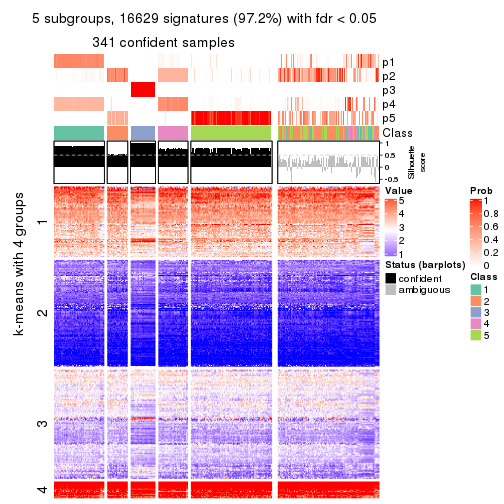 5 subgroups, 16629 signatures (97.2%) with fdr < 0.05
341 confident samples
p1
p2
p3
p4
p5
Class
1
0.5
0
-0.5
Silhouette
score
k-means with 4 groups
1
2
3
4
Value
5
4
3
2
1
Status (barplots)
confident
ambiguous
Prob
1
0.8
0.6
0.4
0.2
0
Class
1
2
3
4
5